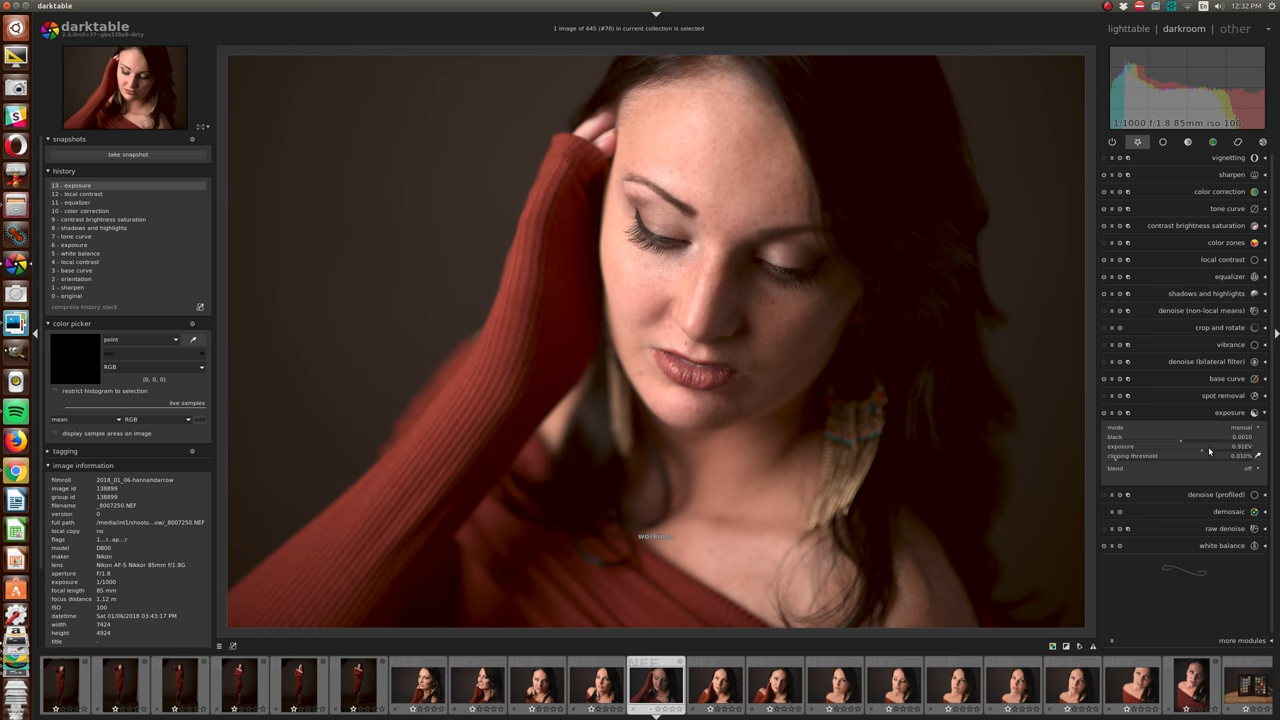 darktable
En
12:32 PM
darktable
1 image of 645 (#70) in current collection is selected
lighttable | darkroom | other
1/1000 f/1.8 85mm iso 100
snapshots
take snapshot
history
13 - exposure
12 - local contrast
11 - equalizer
10 - color correction
9 - contrast brightness saturation
8 - shadows and highlights
7 - tone curve
6 - exposure
5 - white balance
4 - local contrast
3 - base curve
2 - orientation
1 - sharpen
0 - original
compress history stack
color picker
point
RGB
(0, 0, 0)
restrict histogram to selection
live samples
mean
RGB
display sample areas on image
tagging
image information
filmroll 2018_01_06-hannahdarrow
image id 138899
group id 138899
filename _8007250.NEF
version 0
full path /media/int1/shoots...ow/_8007250.NEF
local copy no
flags 1...r..ap...r
model D800
maker Nikon
lens Nikon AF-S Nikkor 85mm f/1.8G
aperture F/1.8
exposure 1/1000
focal length 85 mm
focus distance 1.12 m
ISO 100
datetime Sat 01/06/2018 03:43:17 PM
width 7424
height 4924
title -
working..
vignetting
sharpen
color correction
tone curve
contrast brightness saturation
color zones
local contrast
equalizer
shadows and highlights
denoise (non-local means)
crop and rotate
vibrance
denoise (bilateral filter)
base curve
spot removal
exposure
mode manual
black 0.0010
exposure 0.91EV
clipping threshold 0.010%
blend off
denoise (profiled)
demosaic
raw denoise
white balance
more modules
NEF